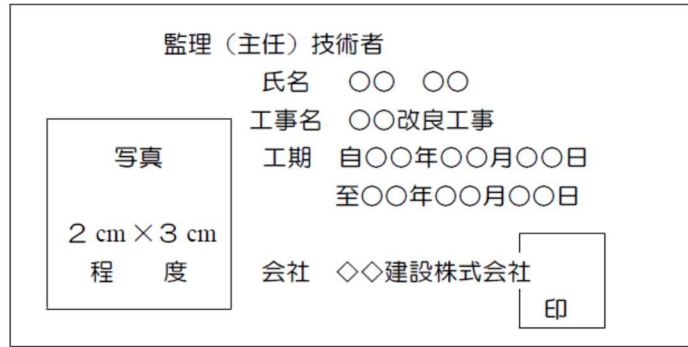 監理（主任）技術者
氏名　○○　○○
工事名　○○改良工事
工期　自○○年○○月○○日
至○○年○○月○○日
写真
２cm×３cm
程　度
会社　◇◇建設株式会社
印